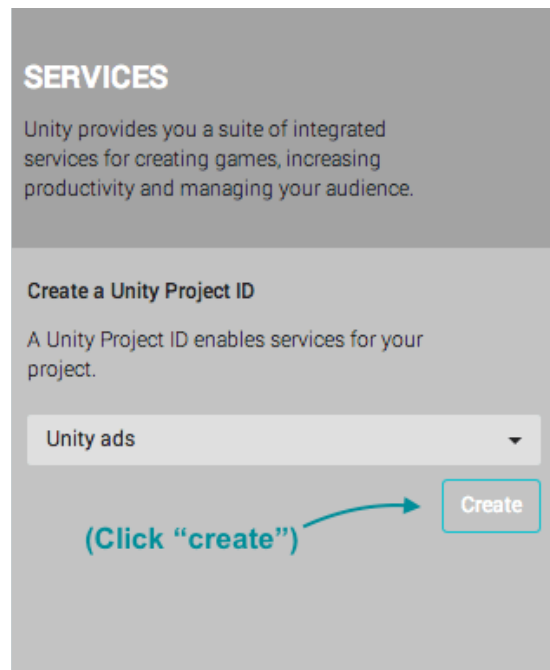 SERVICES
Unity provides you a suite of integrated
services for creating games, increasing
productivity and managing your audience.
Create a Unity Project ID
A Unity Project ID enables services for your
project.
Unity ads
Create
(Click “create”)